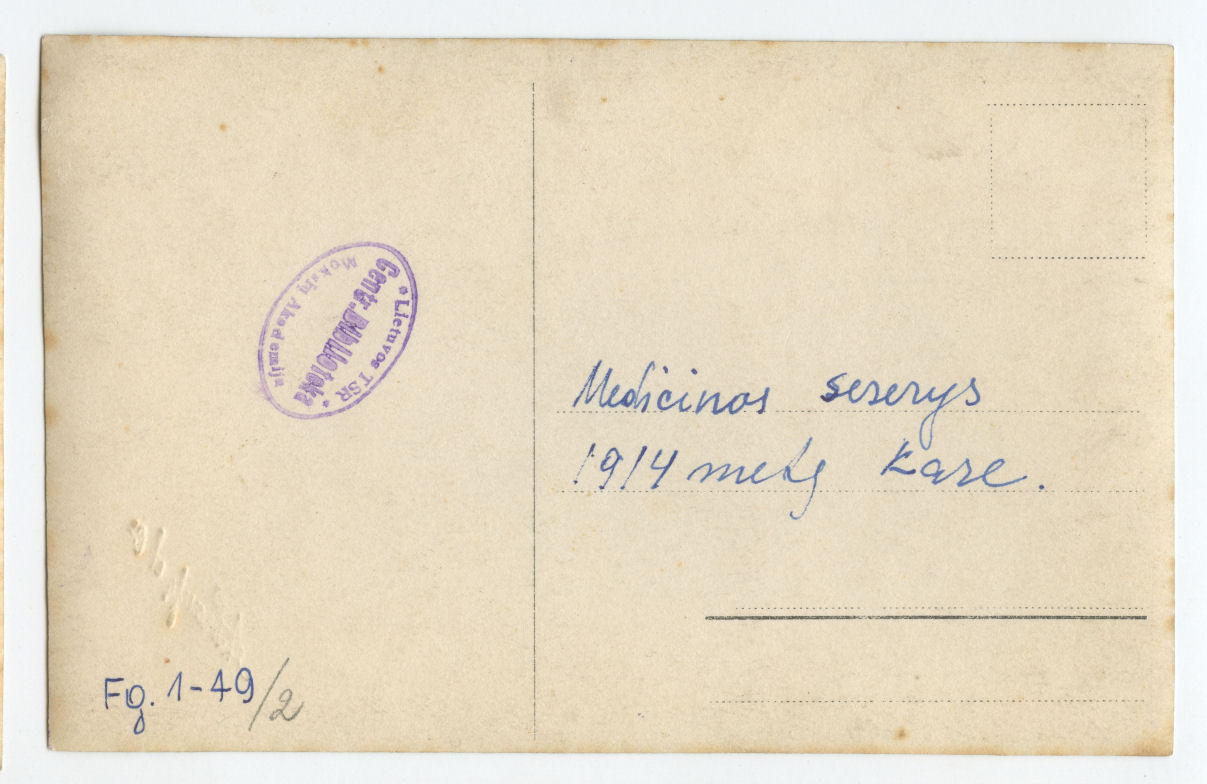 * Lietuvos TSR *
Centr. Biblioteka
Mokslų Akademija
Medicinos seserys
1914 metų kare.
Fg. 1-49/2